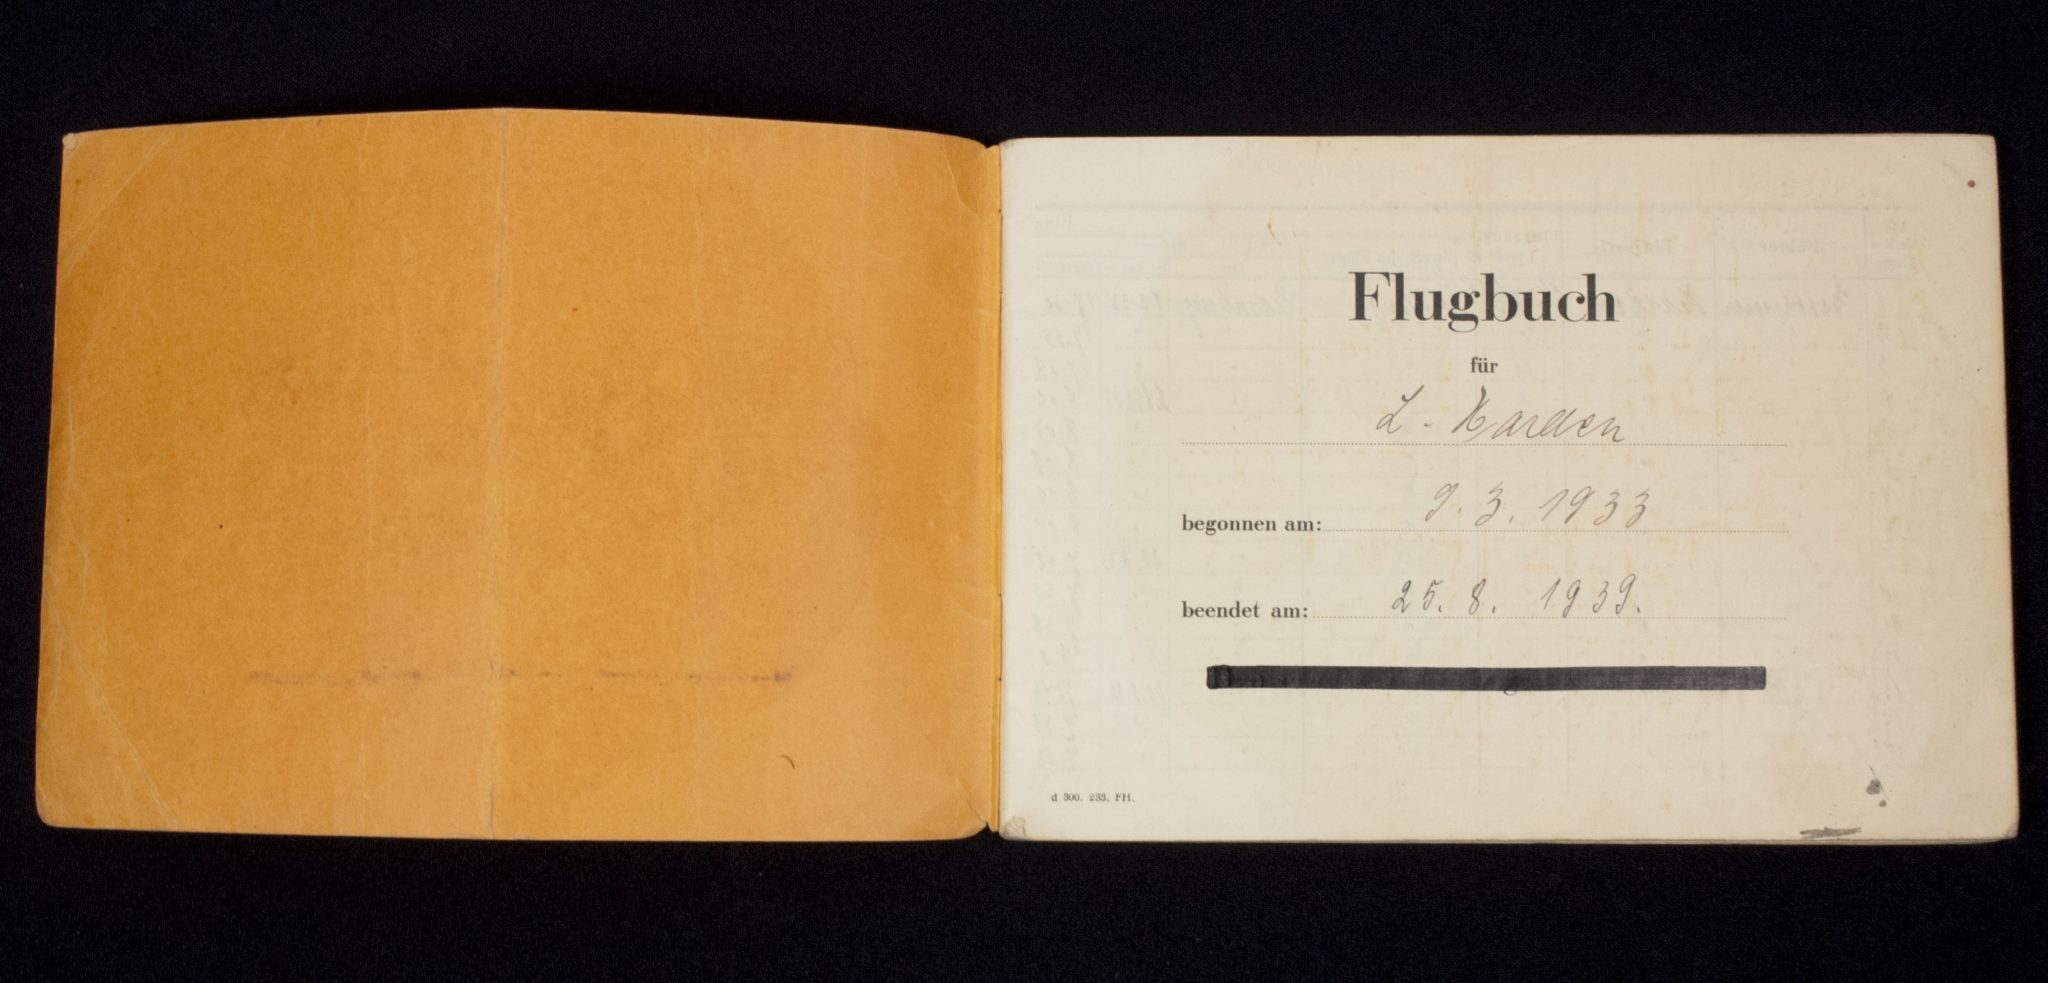 Flugbuch
für
L. Harden
begonnen am: 9. 3. 1933
beendet am: 25. 8. 1939.
d 300. 233. FH.